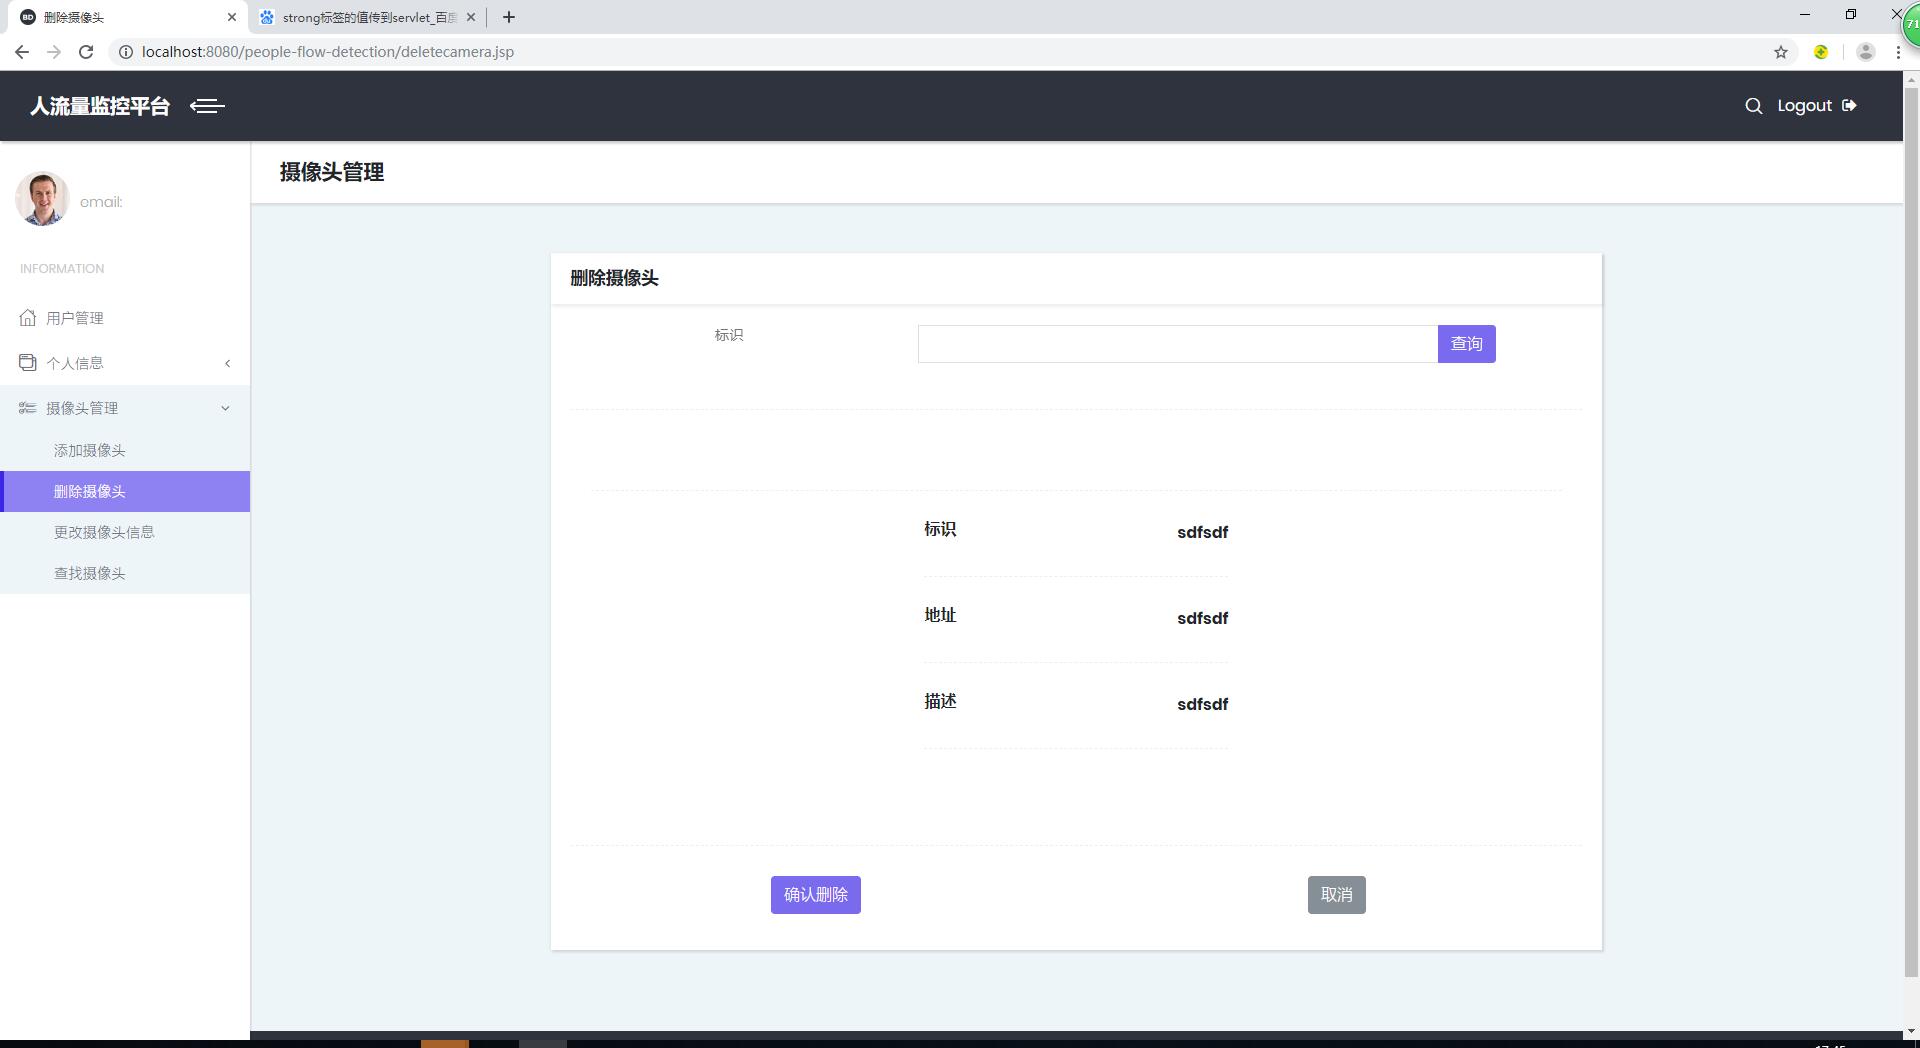 删除摄像头
strong标签的值传到servlet_百度
71
localhost:8080/people-flow-detection/deletecamera.jsp
人流量监控平台
Logout
摄像头管理
email:
INFORMATION
用户管理
个人信息
摄像头管理
添加摄像头
删除摄像头
更改摄像头信息
查找摄像头
删除摄像头
标识
查询
标识 sdfsdf
地址 sdfsdf
描述 sdfsdf
确认删除 取消